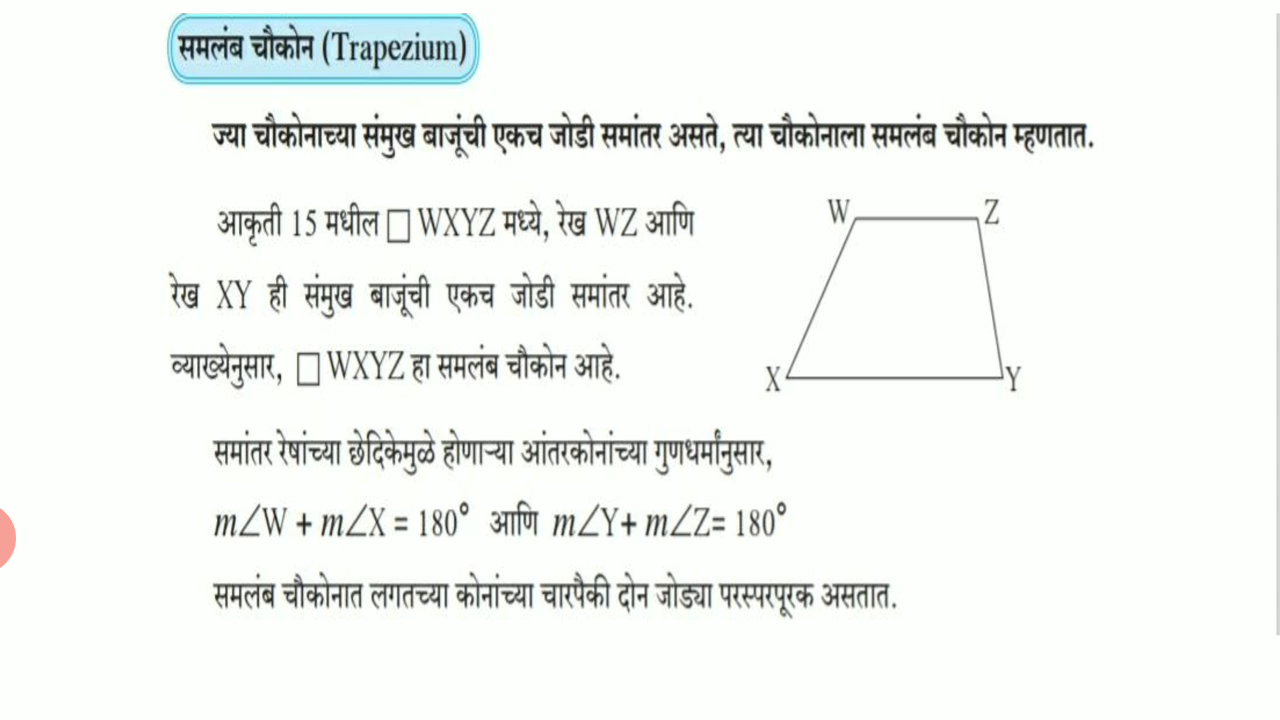 समलंब चौकोन (Trapezium)
ज्या चौकोनाच्या संमुख बाजूंची एकच जोडी समांतर असते, त्या चौकोनाला समलंब चौकोन म्हणतात.
आकृती 15 मधील □ WXYZ मध्ये, रेख WZ आणि
रेख XY ही संमुख बाजूंची एकच जोडी समांतर आहे.
व्याख्येनुसार, □ WXYZ हा समलंब चौकोन आहे.
W Z
X Y
समांतर रेषांच्या छेदिकेमुळे होणाऱ्या आंतरकोनांच्या गुणधर्मांनुसार,
m∠W + m∠X = 180° आणि m∠Y+ m∠Z= 180°
समलंब चौकोनात लगतच्या कोनांच्या चारपैकी दोन जोड्या परस्परपूरक असतात.